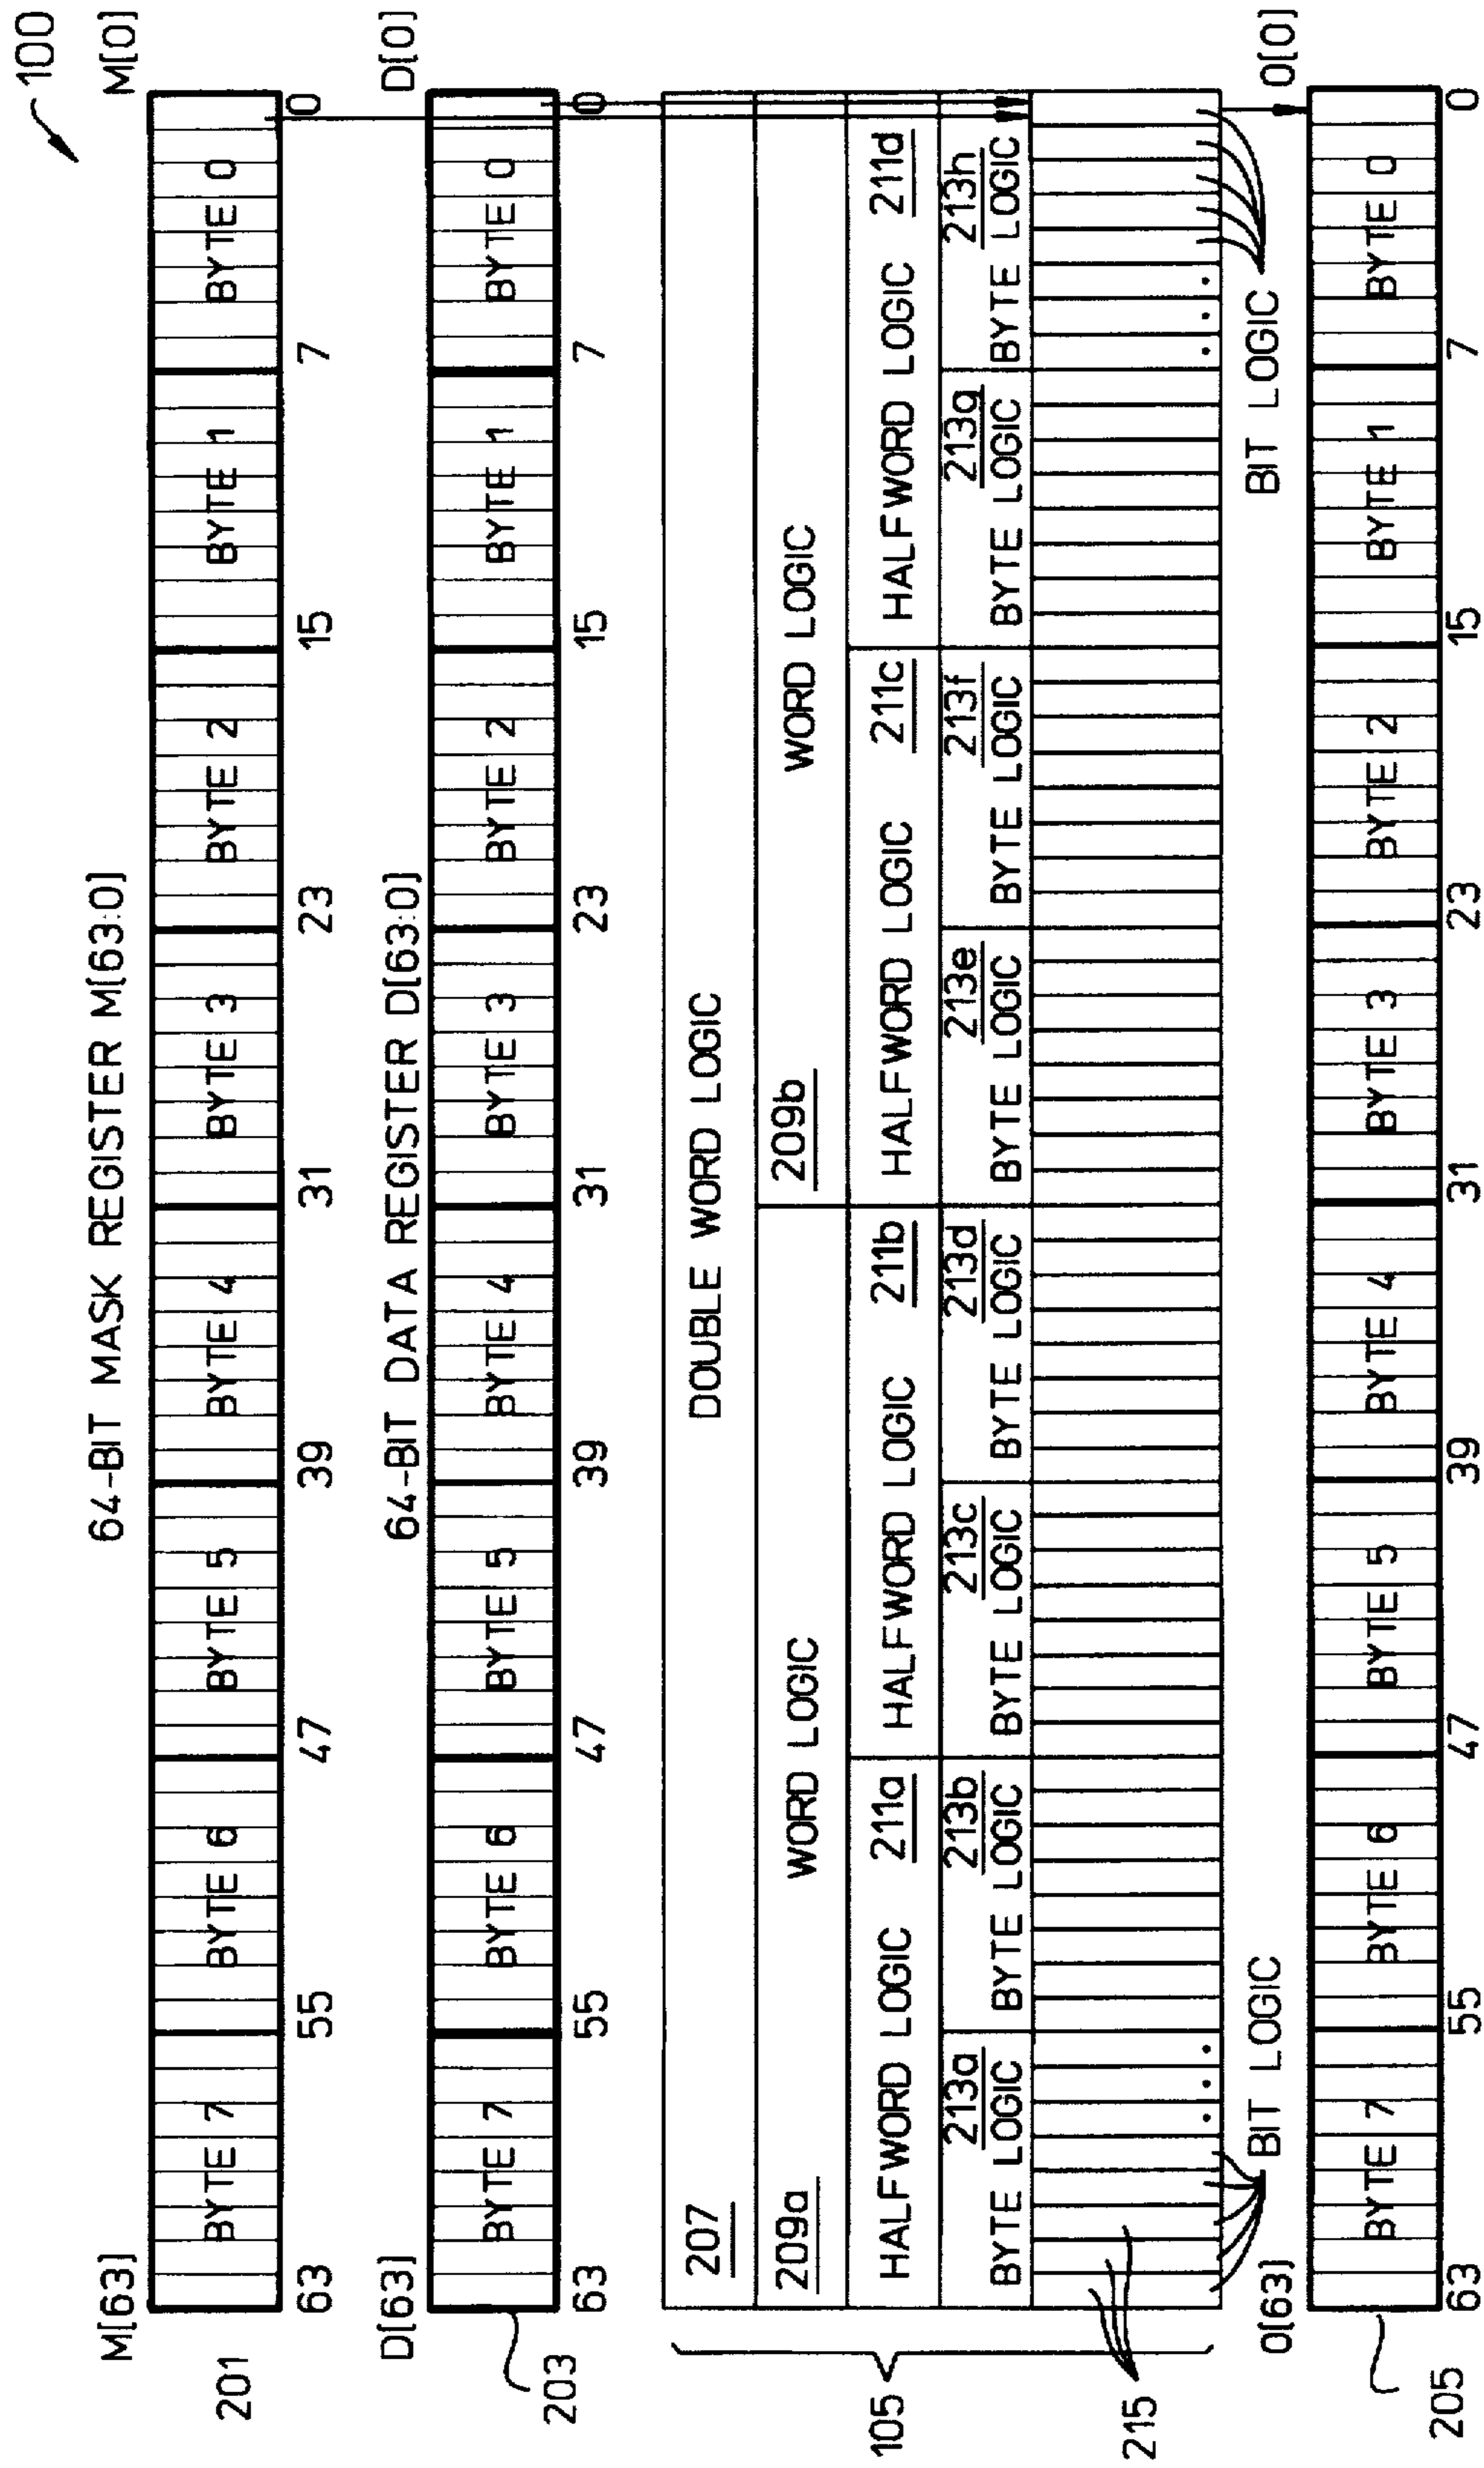 100
M[63] 64-BIT MASK REGISTER M[63:0] M[0]
201 BYTE 7 BYTE 6 BYTE 5 BYTE 4 BYTE 3 BYTE 2 BYTE 1 BYTE 0
63 55 47 39 31 23 15 7 0
D[63] 64-BIT DATA REGISTER D[63:0] D[0]
BYTE 7 BYTE 6 BYTE 5 BYTE 4 BYTE 3 BYTE 2 BYTE 1 BYTE 0
203 63 55 47 39 31 23 15 7 0
207 DOUBLE WORD LOGIC
209a WORD LOGIC 209b WORD LOGIC
105 HALFWORD LOGIC 211a HALFWORD LOGIC 211b HALFWORD LOGIC 211c HALFWORD LOGIC 211d
213a 213b 213c 213d 213e 213f 213g 213h
BYTE LOGIC BYTE LOGIC BYTE LOGIC BYTE LOGIC BYTE LOGIC BYTE LOGIC BYTE LOGIC BYTE LOGIC
215
O[63] BIT LOGIC BIT LOGIC O[0]
BYTE 7 BYTE 6 BYTE 5 BYTE 4 BYTE 3 BYTE 2 BYTE 1 BYTE 0
205 63 55 47 39 31 23 15 7 0